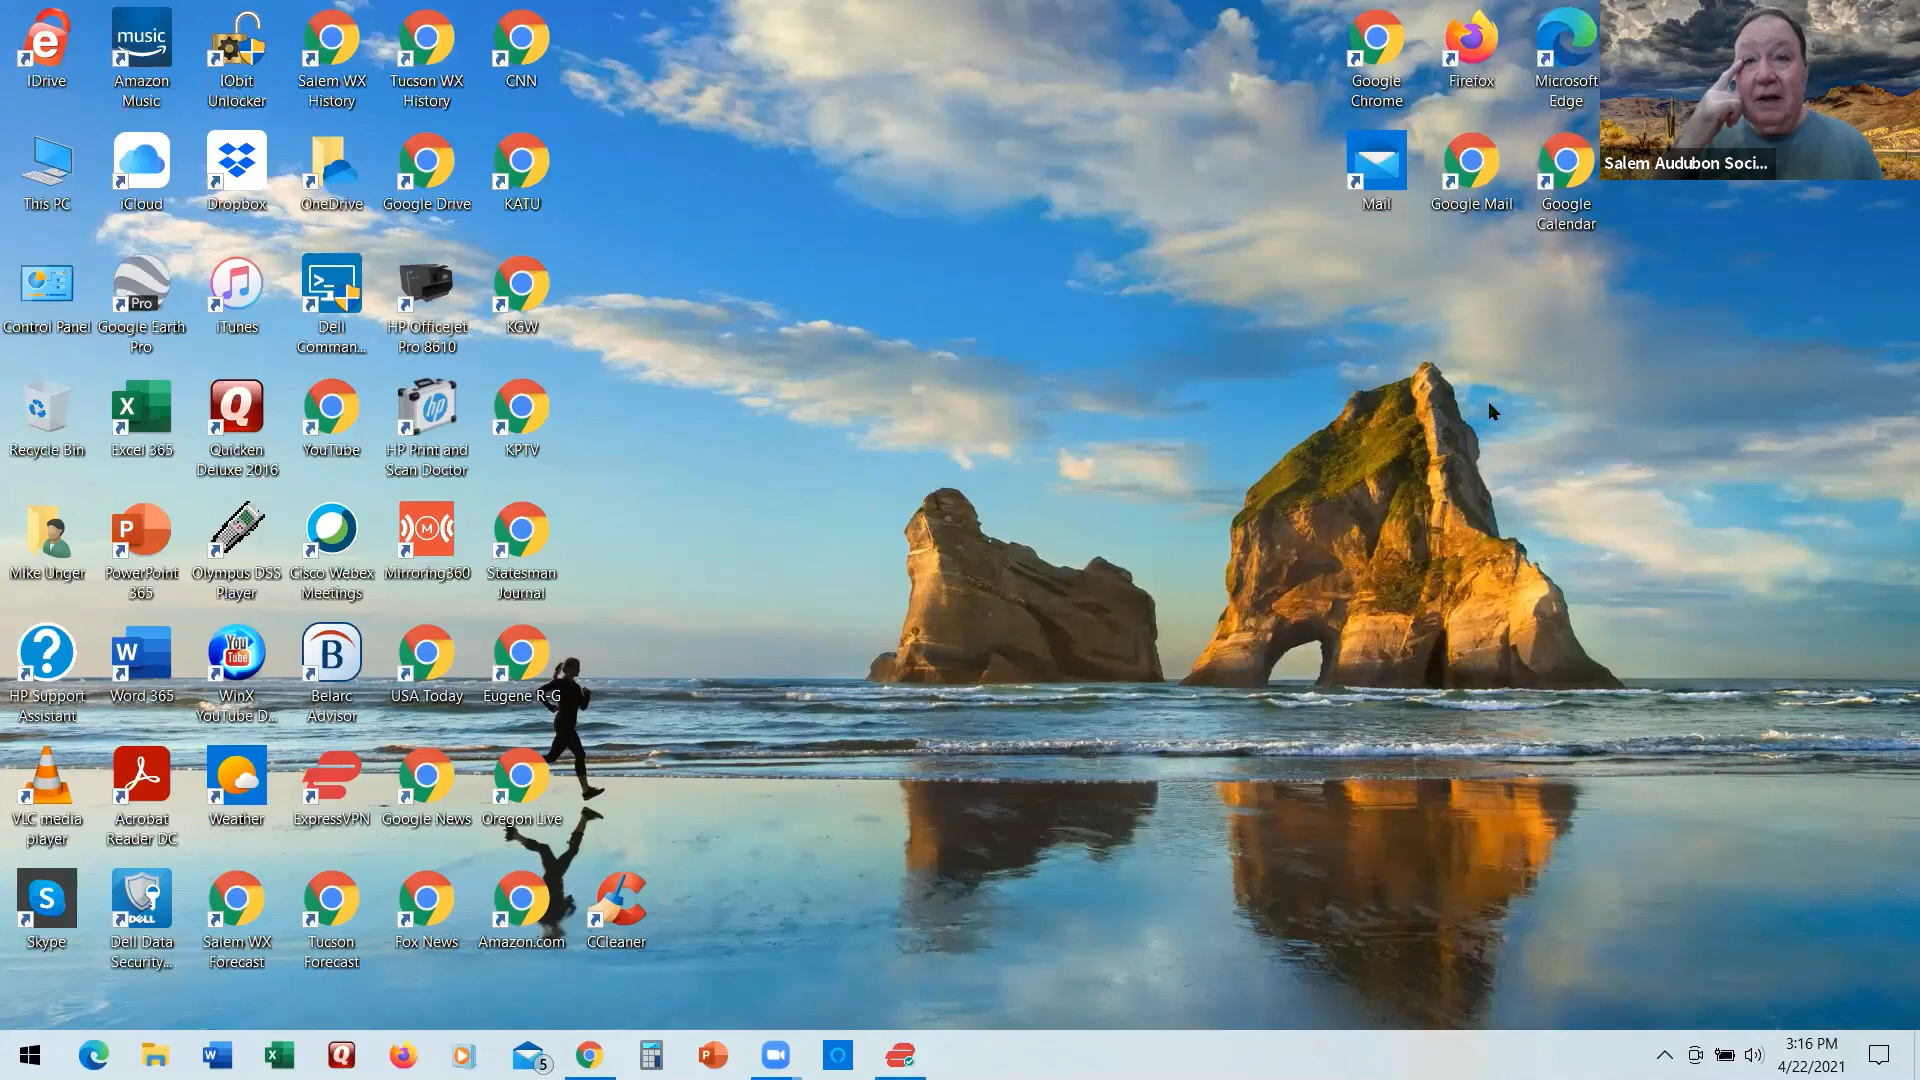 IDrive
Amazon
Music
IObit
Unlocker
Salem WX
History
Tucson WX
History
CNN
Google
Chrome
Firefox
Microsoft
Edge
Salem Audubon Soci...
music
This PC
iCloud
Dropbox
OneDrive
Google Drive
KATU
Mail
Google Mail
Google
Calendar
Control Panel
Pro
Google Earth
Pro
iTunes
Dell
Comman...
HP Officejet
Pro 8610
KGW
Recycle Bin
Excel 365
Quicken
Deluxe 2016
YouTube
HP Print and
Scan Doctor
KPTV
Mike Unger
PowerPoint
365
Olympus DSS
Player
Cisco Webex
Meetings
Mirroring360
Statesman
Journal
HP Support
Assistant
Word 365
You
Tube
WinX
YouTube D...
B
Belarc
Advisor
USA Today
Eugene R-G
VLC media
player
Acrobat
Reader DC
Weather
ExpressVPN
Google News
Oregon Live
Skype
DELL
Dell Data
Security...
Salem WX
Forecast
Tucson
Forecast
Fox News
Amazon.com
CCleaner
5
3:16 PM
4/22/2021